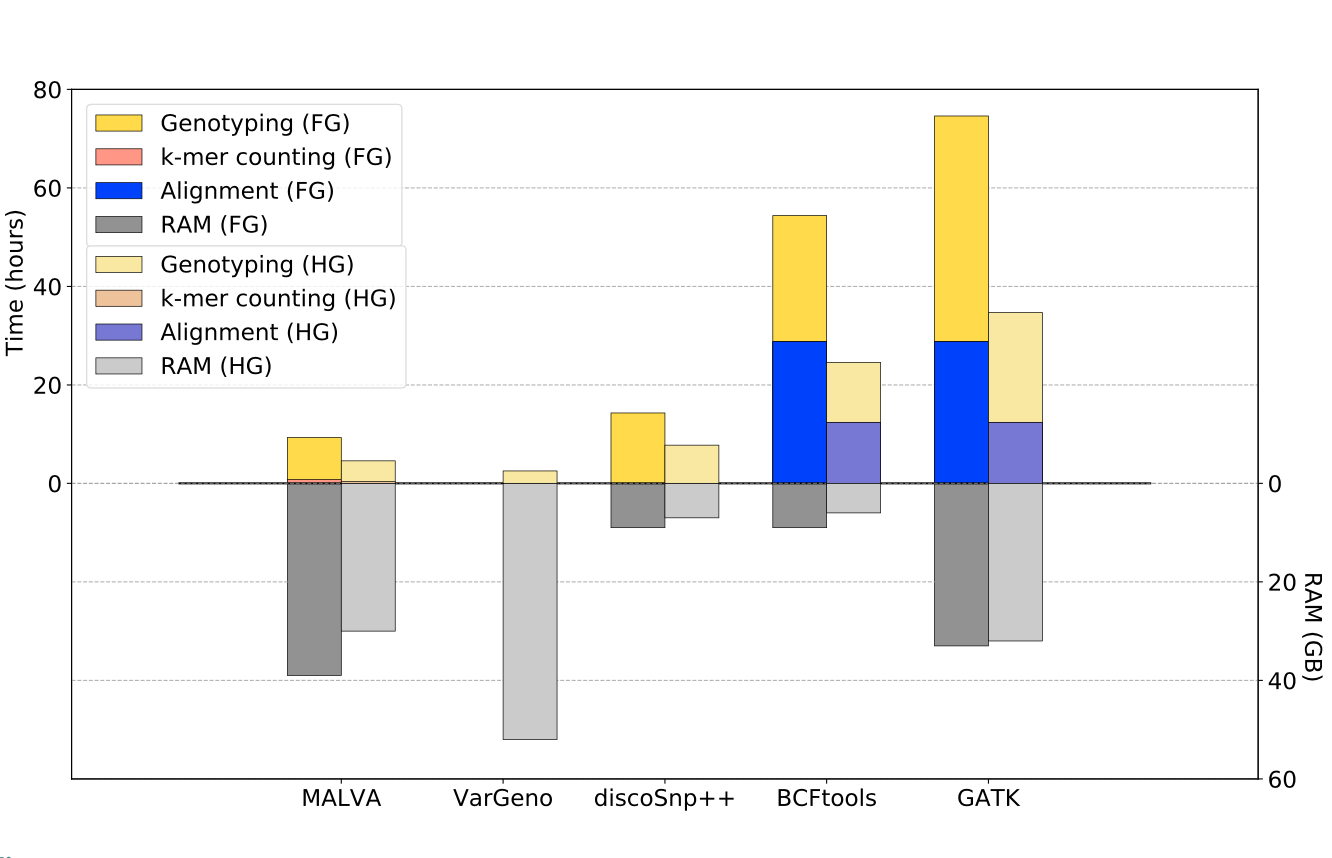 80
60
40
20
0
Time (hours)
Genotyping (FG)
k-mer counting (FG)
Alignment (FG)
RAM (FG)
Genotyping (HG)
k-mer counting (HG)
Alignment (HG)
RAM (HG)
0
20
40
60
RAM (GB)
MALVA VarGeno discoSnp++ BCFtools GATK